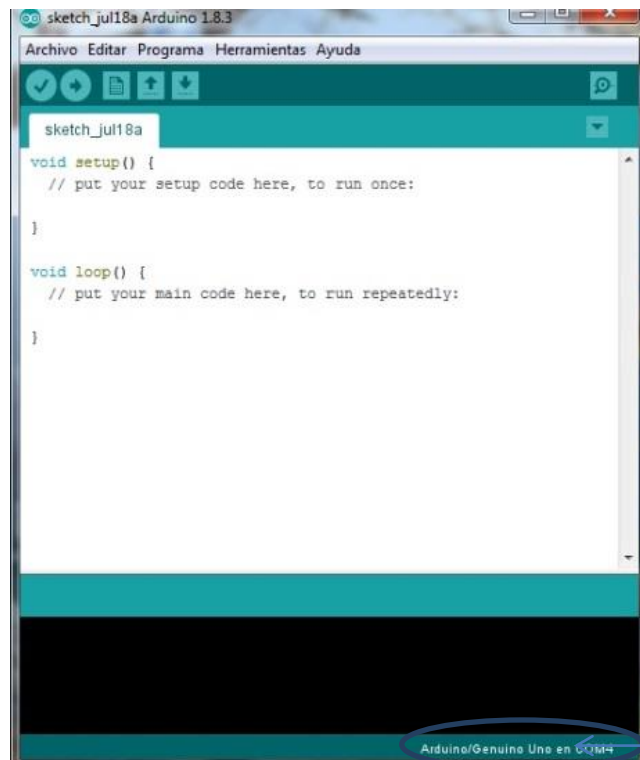 sketch_jul18a Arduino 1.8.3
Archivo Editar Programa Herramientas Ayuda
sketch_jul18a
void setup() {
// put your setup code here, to run once:
}
void loop() {
// put your main code here, to run repeatedly:
}
Arduino/Genuino Uno en COM4